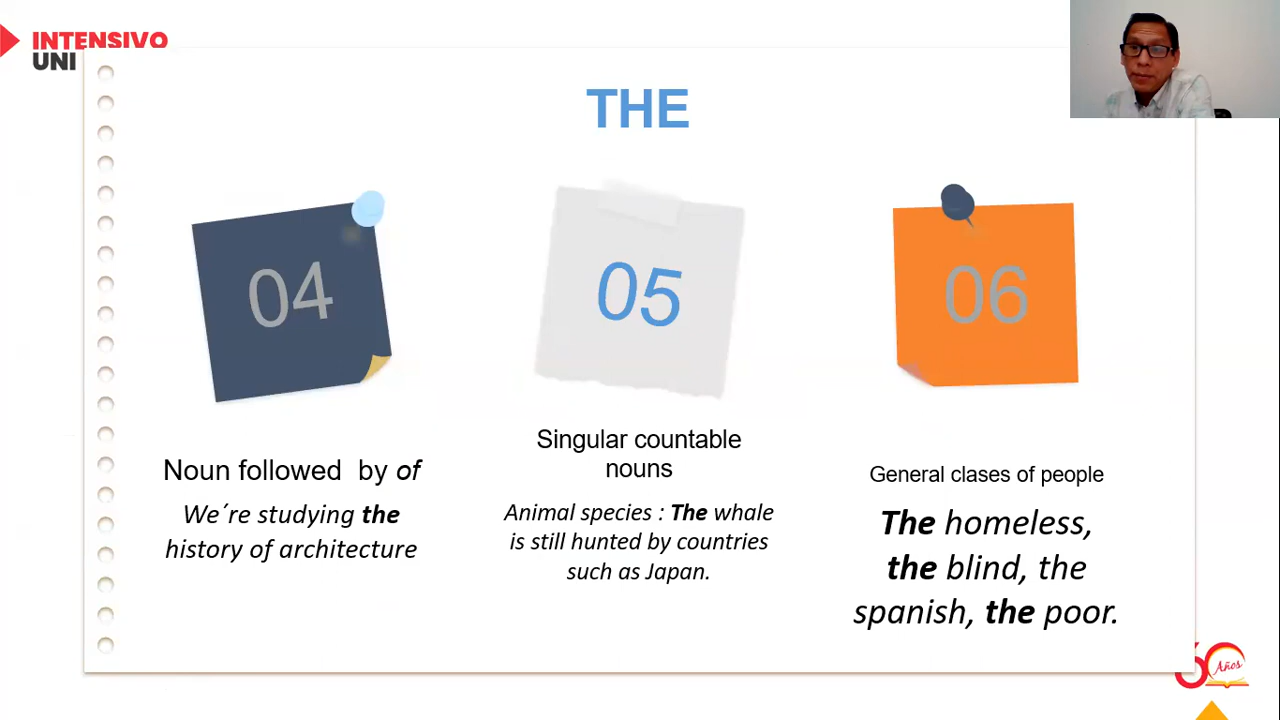 INTENSIVO
UNI
THE
04
05
06
Noun followed by of
We´re studying the
history of architecture
Singular countable
nouns
Animal species : The whale
is still hunted by countries
such as Japan.
General clases of people
The homeless,
the blind, the
spanish, the poor.
60
Años